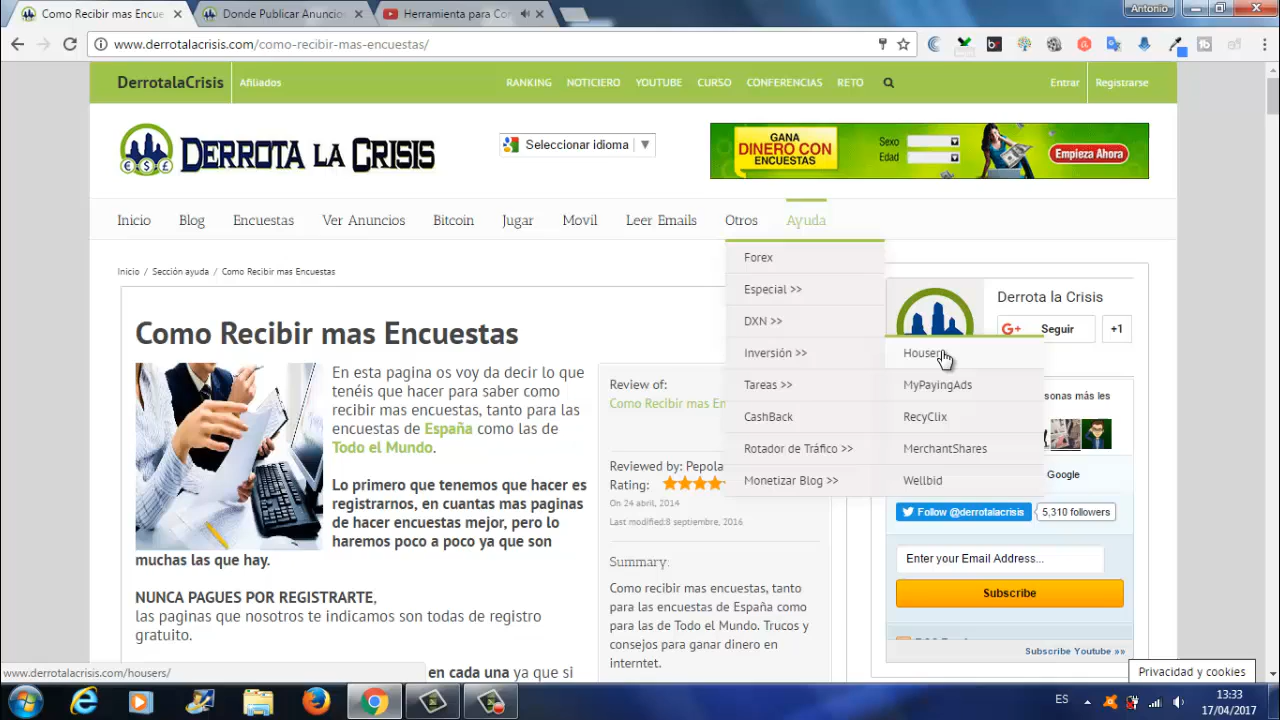 Como Recibir mas Encue
Donde Publicar Anuncio
Herramienta para Co
Antonio
www.derrotalacrisis.com/como-recibir-mas-encuestas/
DerrotalaCrisis
Afiliados
RANKING NOTICIERO YOUTUBE CURSO CONFERENCIAS RETO
Entrar Registrarse
€ $ £
DERROTA LA CRISIS
Seleccionar idioma
GANA
DINERO CON
ENCUESTAS
Sexo
Edad
Empieza Ahora
Inicio Blog Encuestas Ver Anuncios Bitcoin Jugar Movil Leer Emails Otros Ayuda
Forex
Especial >>
DXN >>
Inversión >>
Tareas >>
CashBack
Rotador de Tráfico >>
Monetizar Blog >>
Housers
MyPayingAds
RecyClix
MerchantShares
Wellbid
Inicio / Sección ayuda / Como Recibir mas Encuestas
Como Recibir mas Encuestas
En esta pagina os voy da decir lo que
tenéis que hacer para saber como
recibir mas encuestas, tanto para las
encuestas de España como las de
Todo el Mundo.
Lo primero que tenemos que hacer es
registrarnos, en cuantas mas paginas
de hacer encuestas mejor, pero lo
haremos poco a poco ya que son
muchas las que hay.
NUNCA PAGUES POR REGISTRARTE,
las paginas que nosotros te indicamos son todas de registro
gratuito.
en cada una ya que si
Review of:
Como Recibir mas En
Reviewed by: Pepola
Rating:
On 24 abril, 2014
Last modified:8 septiembre, 2016
Summary:
Como recibir mas encuestas, tanto
para las encuestas de España como
para las de Todo el Mundo. Trucos y
consejos para ganar dinero en
internet.
Derrota la Crisis
G+ Seguir +1
sonas más les
Google
Follow @derrotalacrisis
5,310 followers
Enter your Email Address...
Subscribe
Subscribe Youtube »»
Privacidad y cookies
www.derrotalacrisis.com/housers/
ES
13:33
17/04/2017